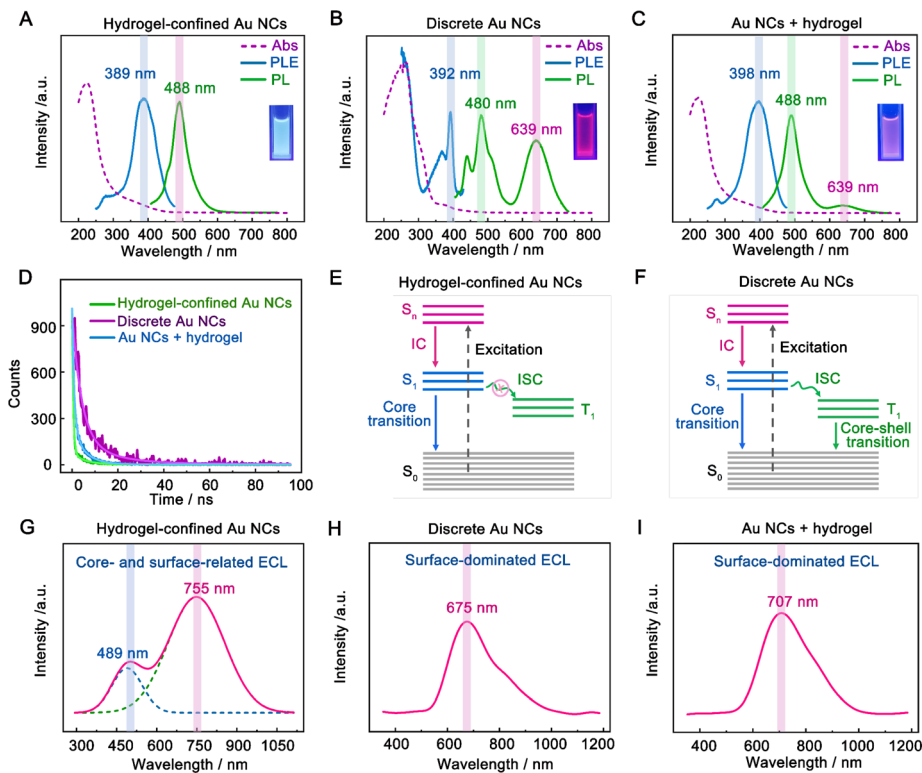 A
Hydrogel-confined Au NCs
Abs
PLE
PL
389 nm
488 nm
Intensity /a.u.
200 300 400 500 600 700 800
Wavelength / nm
B
Discrete Au NCs
Abs
PLE
PL
392 nm
480 nm
639 nm
Intensity /a.u.
200 300 400 500 600 700 800
Wavelength / nm
C
Au NCs + hydrogel
Abs
PLE
PL
398 nm
488 nm
639 nm
Intensity /a.u.
200 300 400 500 600 700 800
Wavelength / nm
D
Hydrogel-confined Au NCs
Discrete Au NCs
Au NCs + hydrogel
Counts
900
600
300
0
0 20 40 60 80 100
Time / ns
E
Hydrogel-confined Au NCs
Sn
IC
Excitation
S1
ISC
Core
transition
T1
S0
F
Discrete Au NCs
Sn
IC
Excitation
S1
ISC
Core
transition
T1
Core-shell
transition
S0
G
Hydrogel-confined Au NCs
Core- and surface-related ECL
755 nm
489 nm
Intensity /a.u.
300 450 600 750 900 1050
Wavelength / nm
H
Discrete Au NCs
Surface-dominated ECL
675 nm
Intensity /a.u.
400 600 800 1000 1200
Wavelength / nm
I
Au NCs + hydrogel
Surface-dominated ECL
707 nm
Intensity /a.u.
400 600 800 1000 1200
Wavelength / nm